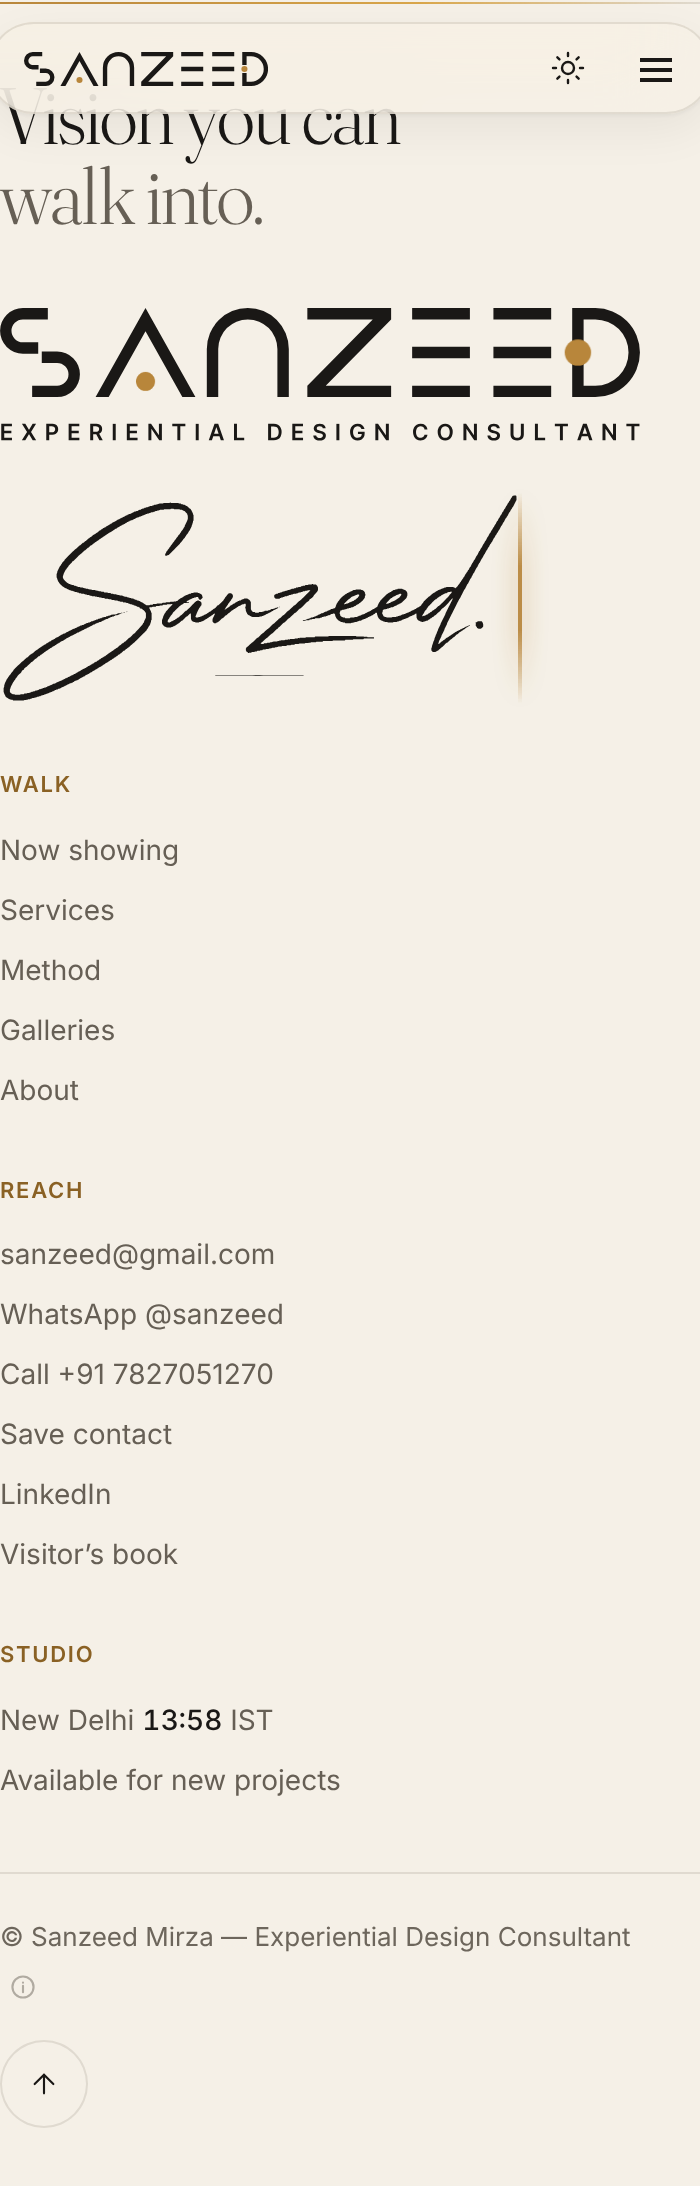 SANZEED
Vision you can
walk into.
SANZEED
EXPERIENTIAL DESIGN CONSULTANT
Sanzeed.
WALK
Now showing
Services
Method
Galleries
About
REACH
sanzeed@gmail.com
WhatsApp @sanzeed
Call +91 7827051270
Save contact
LinkedIn
Visitor’s book
STUDIO
New Delhi 13:58 IST
Available for new projects
© Sanzeed Mirza — Experiential Design Consultant